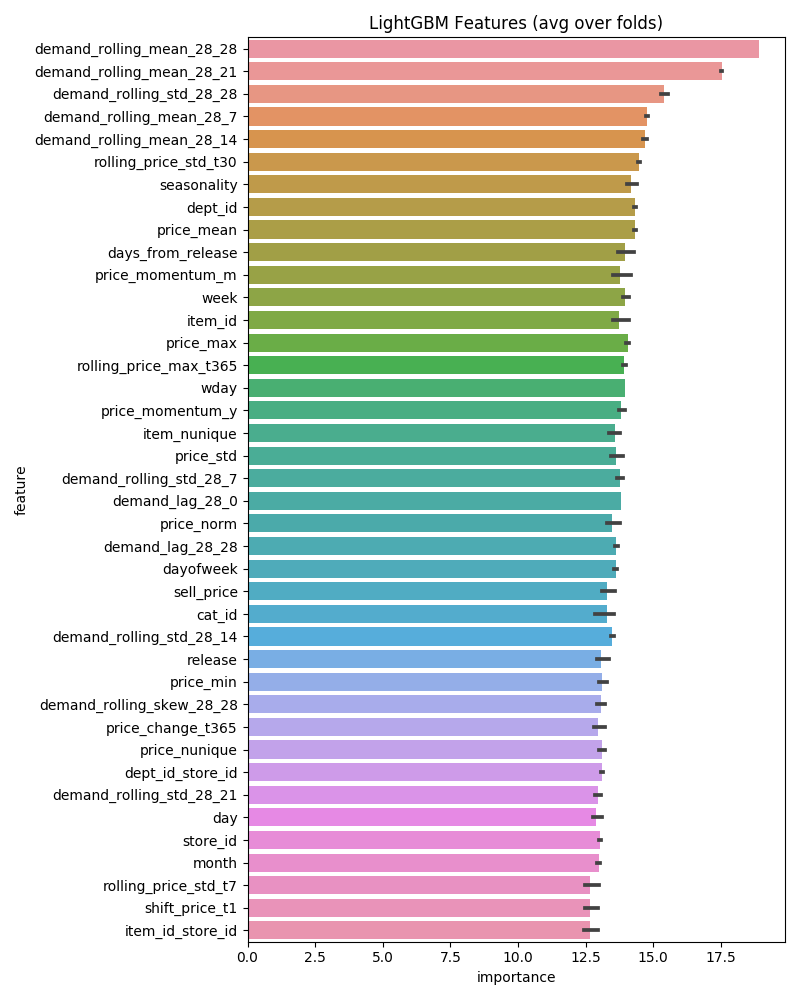 LightGBM Features (avg over folds)
demand_rolling_mean_28_28
demand_rolling_mean_28_21
demand_rolling_std_28_28
demand_rolling_mean_28_7
demand_rolling_mean_28_14
rolling_price_std_t30
seasonality
dept_id
price_mean
days_from_release
price_momentum_m
week
item_id
price_max
rolling_price_max_t365
wday
price_momentum_y
item_nunique
price_std
demand_rolling_std_28_7
demand_lag_28_0
price_norm
demand_lag_28_28
dayofweek
sell_price
cat_id
demand_rolling_std_28_14
release
price_min
demand_rolling_skew_28_28
price_change_t365
price_nunique
dept_id_store_id
demand_rolling_std_28_21
day
store_id
month
rolling_price_std_t7
shift_price_t1
item_id_store_id
feature
0.0 2.5 5.0 7.5 10.0 12.5 15.0 17.5
importance